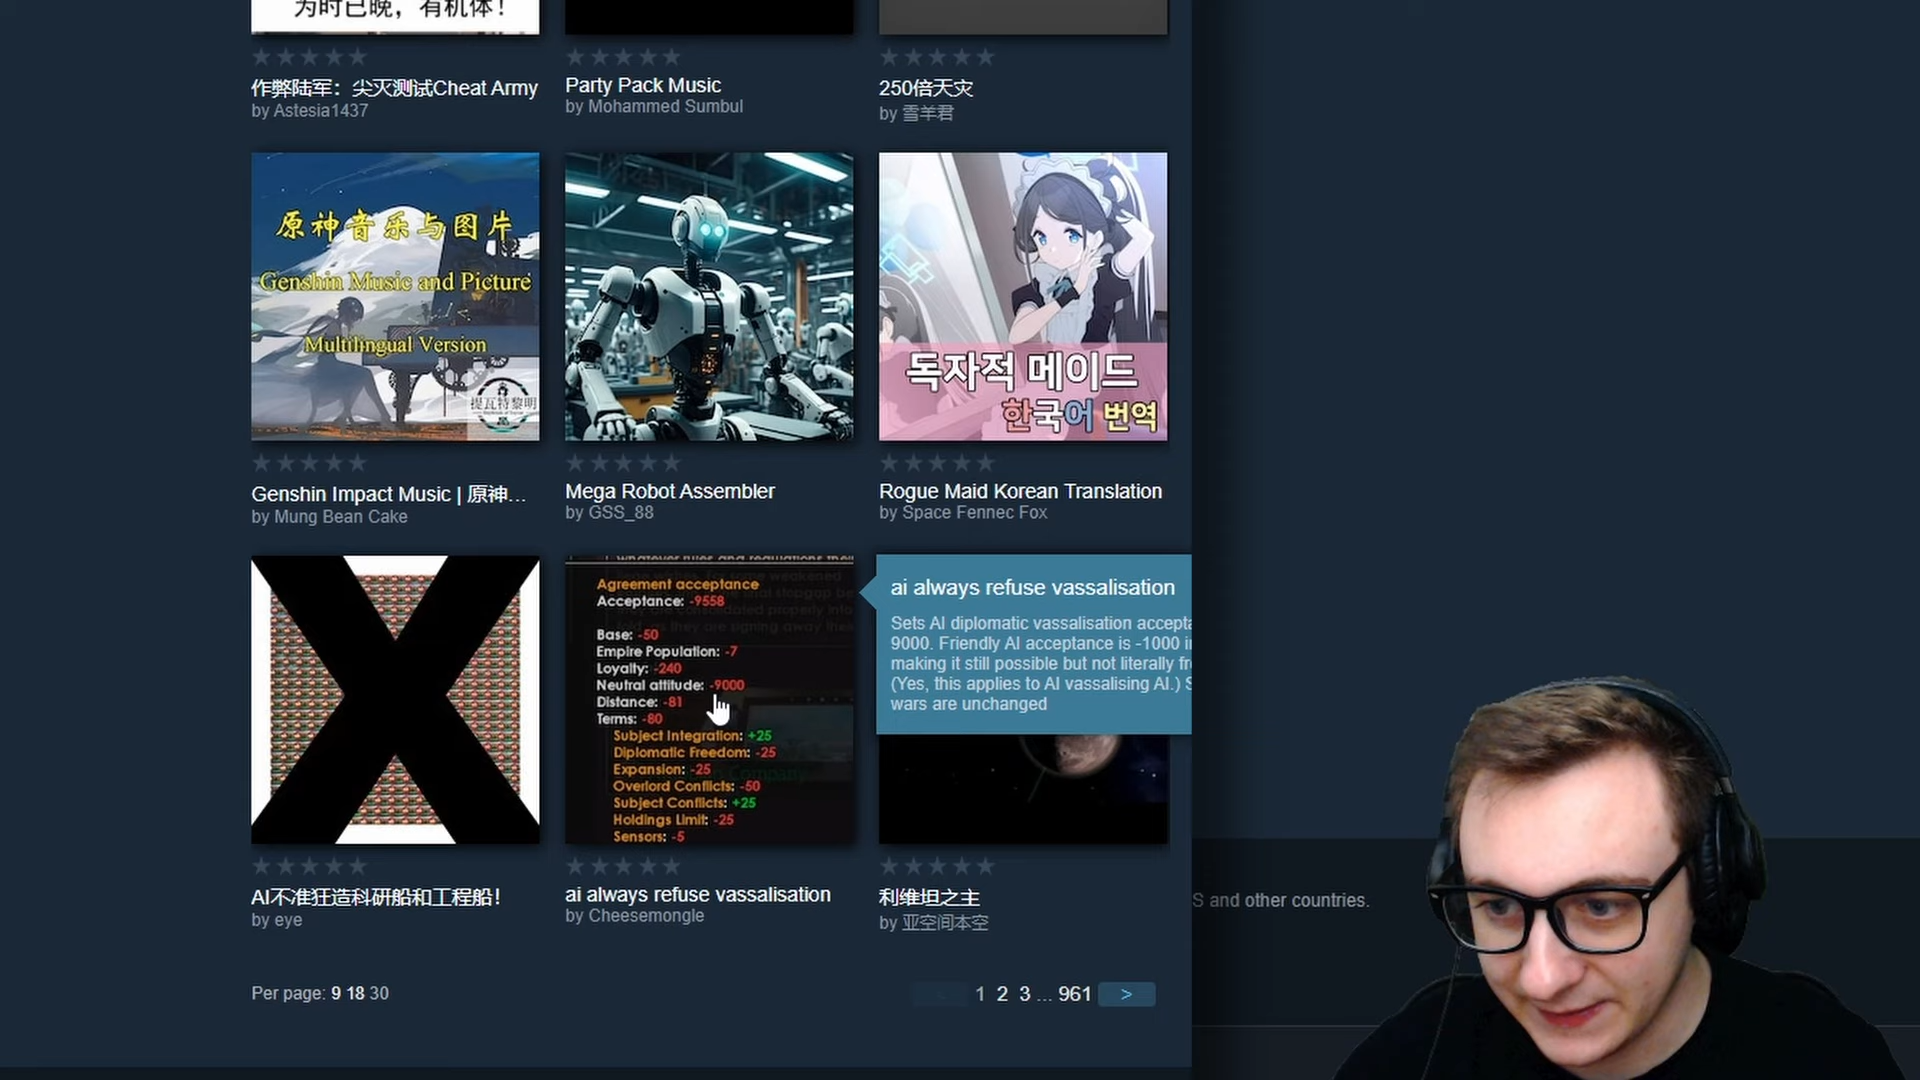 为时已晚，有机体！
作弊陆军：尖灭测试Cheat Army
by Astesia1437
Party Pack Music
by Mohammed Sumbul
250倍天灾
by 雪羊君
原神音乐与图片
Genshin Music and Picture
Multilingual Version
提瓦特黎明
독자적 메이드
한국어 번역
Genshin Impact Music | 原神...
by Mung Bean Cake
Mega Robot Assembler
by GSS_88
Rogue Maid Korean Translation
by Space Fennec Fox
Agreement acceptance
Acceptance: -9558
Base: -50
Empire Population: -7
Loyalty: -240
Neutral attitude: -9000
Distance: -81
Terms: -80
Subject Integration: +25
Diplomatic Freedom: -25
Expansion: -25
Overlord Conflicts: -50
Subject Conflicts: +25
Holdings Limit: -25
Sensors: -5
ai always refuse vassalisation
Sets AI diplomatic vassalisation accepta
9000. Friendly AI acceptance is -1000 i
making it still possible but not literally fr
(Yes, this applies to AI vassalising AI.) S
wars are unchanged
AI不准狂造科研船和工程船！
by eye
ai always refuse vassalisation
by Cheesemongle
利维坦之主
by 亚空间本空
S and other countries.
Per page: 9 18 30
1 2 3 ... 961 >